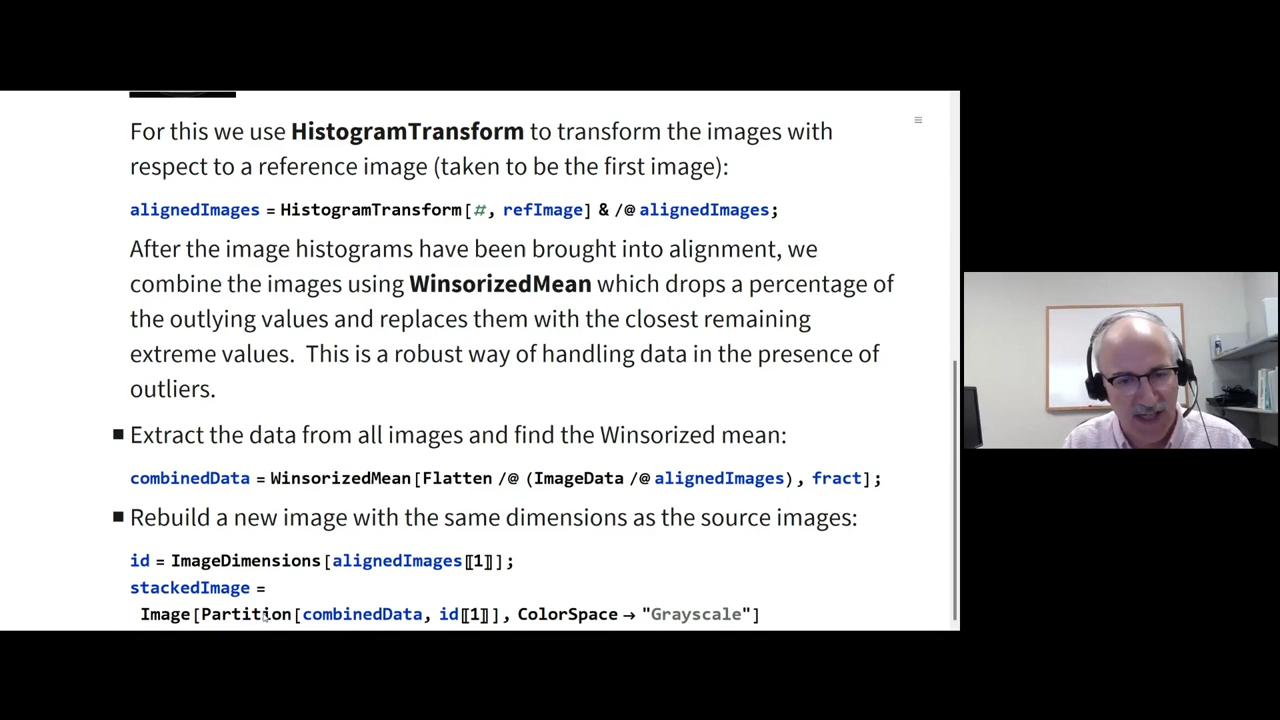 For this we use HistogramTransform to transform the images with
respect to a reference image (taken to be the first image):
alignedImages = HistogramTransform[#, refImage] & /@ alignedImages;
After the image histograms have been brought into alignment, we
combine the images using WinsorizedMean which drops a percentage of
the outlying values and replaces them with the closest remaining
extreme values. This is a robust way of handling data in the presence of
outliers.
■ Extract the data from all images and find the Winsorized mean:
combinedData = WinsorizedMean[Flatten /@ (ImageData /@ alignedImages), fract];
■ Rebuild a new image with the same dimensions as the source images:
id = ImageDimensions[alignedImages〚1〛];
stackedImage =
Image[Partition[combinedData, id〚1〛], ColorSpace → "Grayscale"]